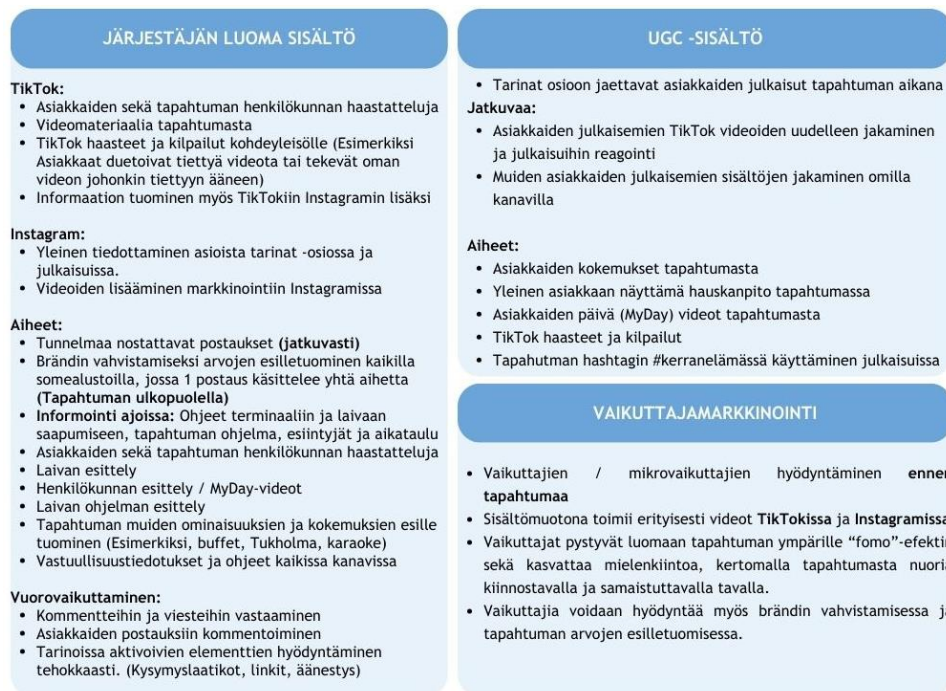 JÄRJESTÄJÄN LUOMA SISÄLTÖ
TikTok:
• Asiakkaiden sekä tapahtuman henkilökunnan haastatteluja
• Videomateriaalia tapahtumasta
• TikTok haasteet ja kilpailut kohdeyleisölle (Esimerkiksi
Asiakkaat duetoivat tiettyä videota tai tekevät oman
videon johonkin tiettyyn ääneen)
• Informaation tuominen myös TikTokiin Instagramin lisäksi
Instagram:
• Yleinen tiedottaminen asioista tarinat -osiossa ja
julkaisuissa.
• Videoiden lisääminen markkinointiin Instagramissa
Aiheet:
• Tunnelmaa nostattavat postaukset (jatkuvasti)
• Brändin vahvistamiseksi arvojen esilletuominen kaikilla
somealustoilla, jossa 1 postaus käsittelee yhtä aihetta
(Tapahtuman ulkopuolella)
• Informointi ajoissa: Ohjeet terminaaliin ja laivaan
saapumiseen, tapahtuman ohjelma, esiintyjät ja aikataulu
• Asiakkaiden sekä tapahtuman henkilökunnan haastatteluja
• Laivan esittely
• Henkilökunnan esittely / MyDay-videot
• Laivan ohjelman esittely
• Tapahtuman muiden ominaisuuksien ja kokemuksien esille
tuominen (Esimerkiksi, buffet, Tukholma, karaoke)
• Vastuullisuustiedotukset ja ohjeet kaikissa kanavissa
Vuorovaikuttaminen:
• Kommentteihin ja viesteihin vastaaminen
• Asiakkaiden postauksiin kommentoiminen
• Tarinoissa aktivoivien elementtien hyödyntäminen
tehokkaasti. (Kysymyslaatikot, linkit, äänestys)
UGC -SISÄLTÖ
• Tarinat osioon jaettavat asiakkaiden julkaisut tapahtuman aikana
Jatkuvaa:
• Asiakkaiden julkaisemien TikTok videoiden uudelleen jakaminen
ja julkaisuihin reagointi
• Muiden asiakkaiden julkaisemien sisältöjen jakaminen omilla
kanavilla
Aiheet:
• Asiakkaiden kokemukset tapahtumasta
• Yleinen asiakkaan näyttämä hauskanpito tapahtumassa
• Asiakkaiden päivä (MyDay) videot tapahtumasta
• TikTok haasteet ja kilpailut
• Tapahutman hashtagin #kerranelämässä käyttäminen julkaisuissa
VAIKUTTAJAMARKKINOINTI
• Vaikuttajien / mikrovaikuttajien hyödyntäminen
tapahtumaa
• Sisältömuotona toimii erityisesti videot TikTokissa ja Instagramissa
• Vaikuttajat pystyvät luomaan tapahtuman ympärille “fomo”-efektin
sekä kasvattaa mielenkiintoa, kertomalla tapahtumasta nuoria
kiinnostavalla ja samaistuttavalla tavalla.
• Vaikuttajia voidaan hyödyntää myös brändin vahvistamisessa ja
tapahtuman arvojen esilletuomisessa.